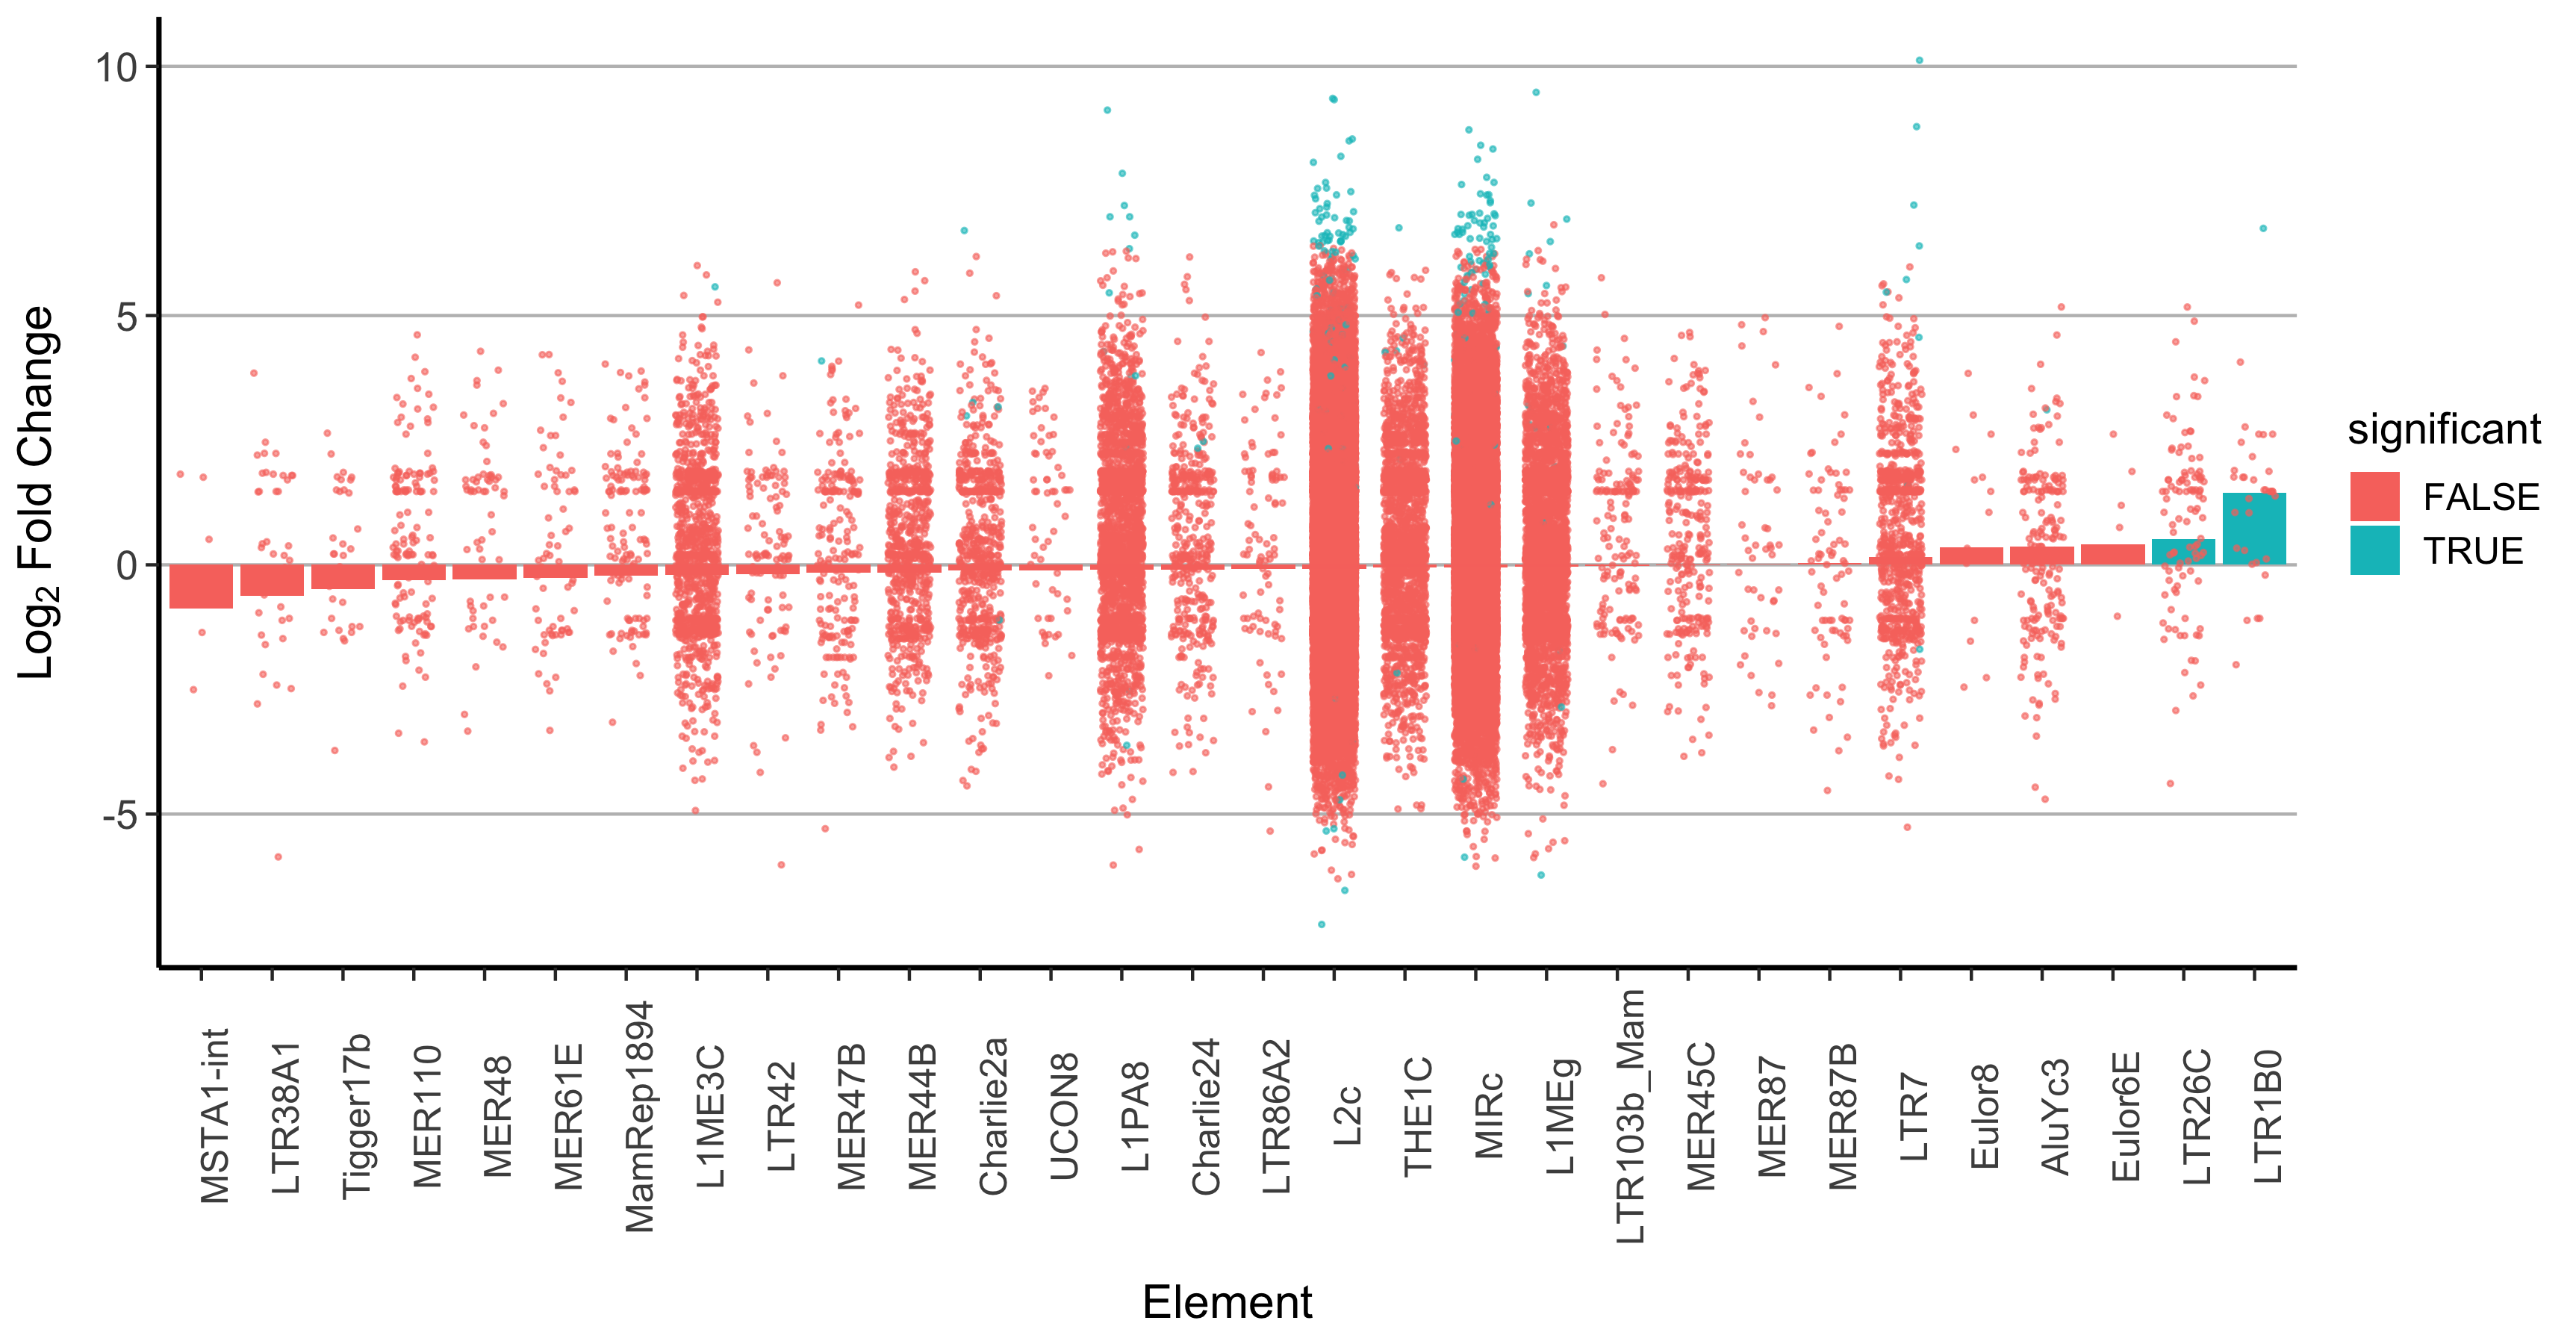 10
5
0
-5
Log₂ Fold Change
MSTA1-int
LTR38A1
Tigger17b
MER110
MER48
MER61E
MamRep1894
L1ME3C
LTR42
MER47B
MER44B
Charlie22a
UCON8
L1PA8
Charlie24
LTR86A2
L2c
THE1C
MIRc
L1MEg
LTR103b_Mam
MER45C
MER87
MER87B
LTR7
Eulor8
AluYc3
Eulor6E
LTR26C
LTR1B0
Element
significant
FALSE
TRUE